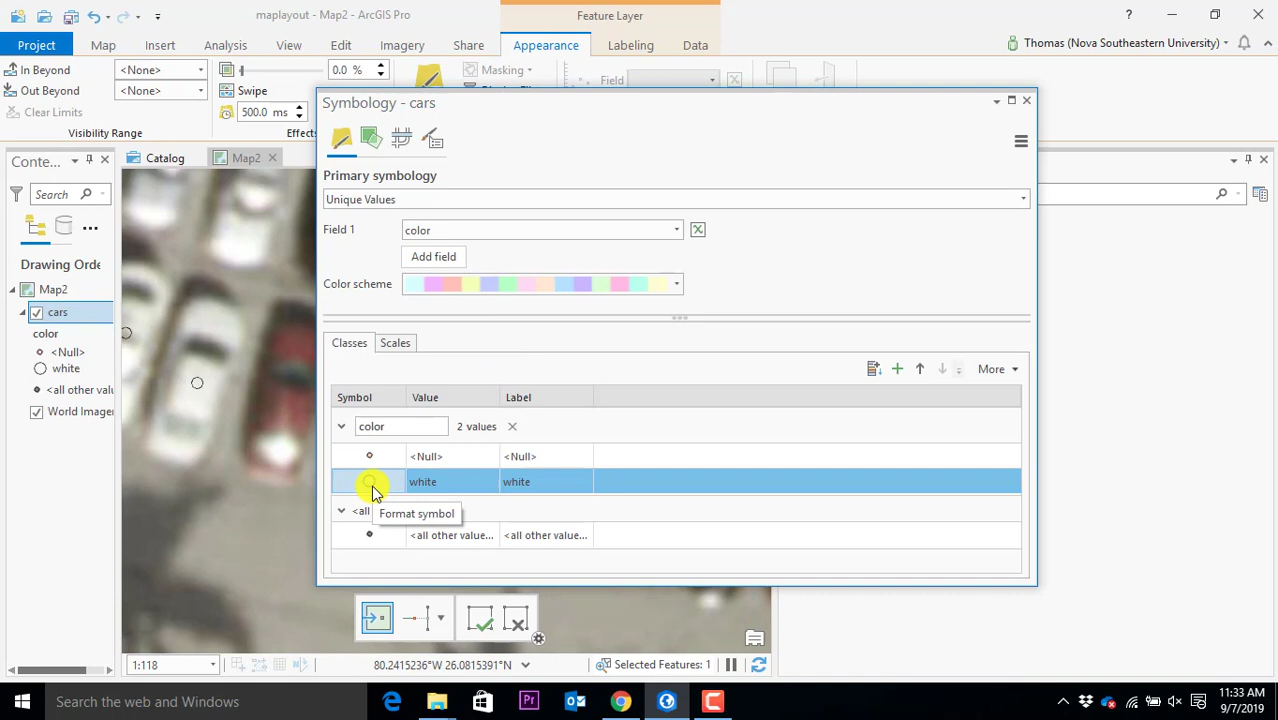 maplayout - Map2 - ArcGIS Pro
Feature Layer
?
Project
Map
Insert
Analysis
View
Edit
Imagery
Share
Appearance
Labeling
Data
Thomas (Nova Southeastern University)
In Beyond
<None>
0.0 %
Masking
Field
Out Beyond
<None>
Swipe
Clear Limits
500.0 ms
Visibility Range
Effects
Symbology - cars
Conte...
Catalog
Map2
Search
Primary symbology
Unique Values
Field 1
color
Add field
Color scheme
Drawing Orde
Map2
cars
color
<Null>
white
<all other valu
World Imager
Classes
Scales
More
Symbol
Value
Label
color
2 values
<Null>
<Null>
white
white
Format symbol
<all
<all other value...
<all other value...
1:118
80.2415236°W 26.0815391°N
Selected Features: 1
Search the web and Windows
11:33 AM
9/7/2019